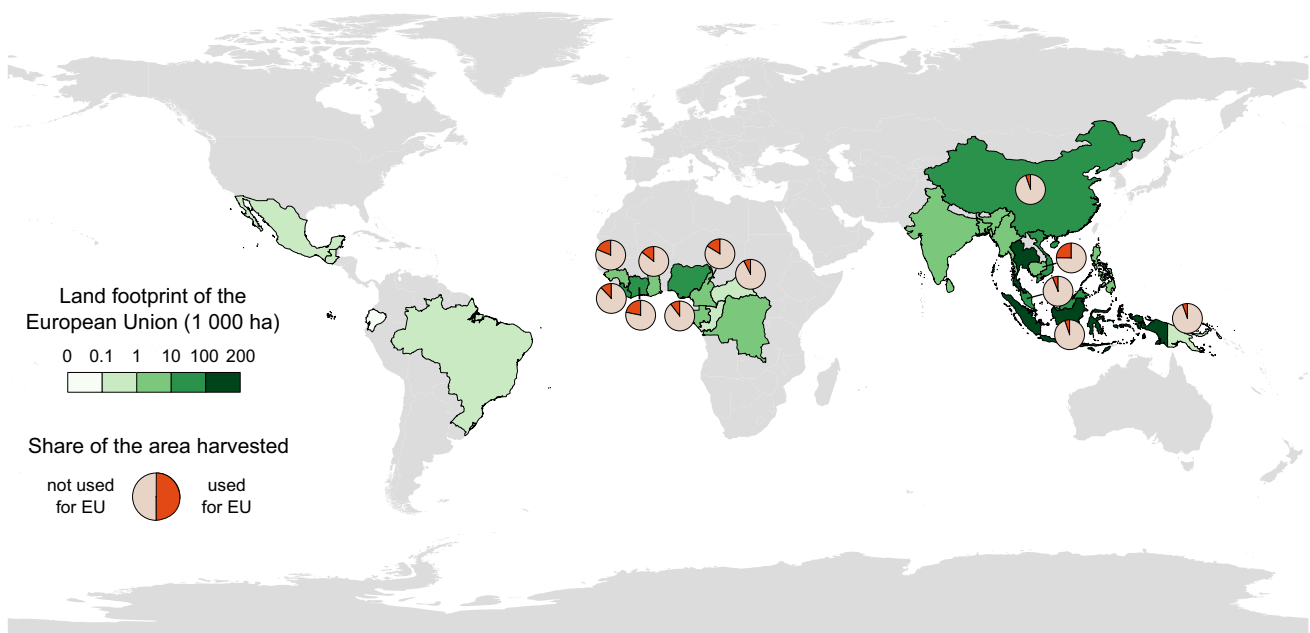 Land footprint of the
European Union (1 000 ha)
0 0.1 1 10 100 200
Share of the area harvested
not used
for EU
used
for EU